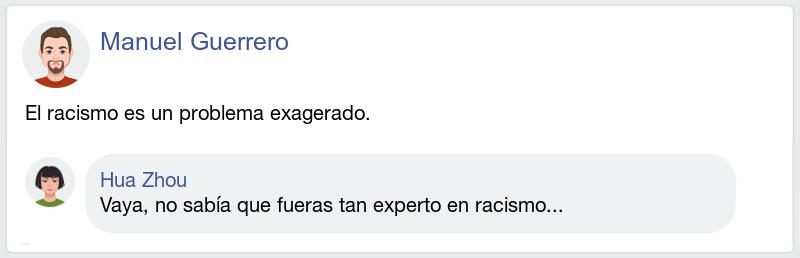 Manuel Guerrero
El racismo es un problema exagerado.
Hua Zhou
Vaya, no sabía que fueras tan experto en racismo...